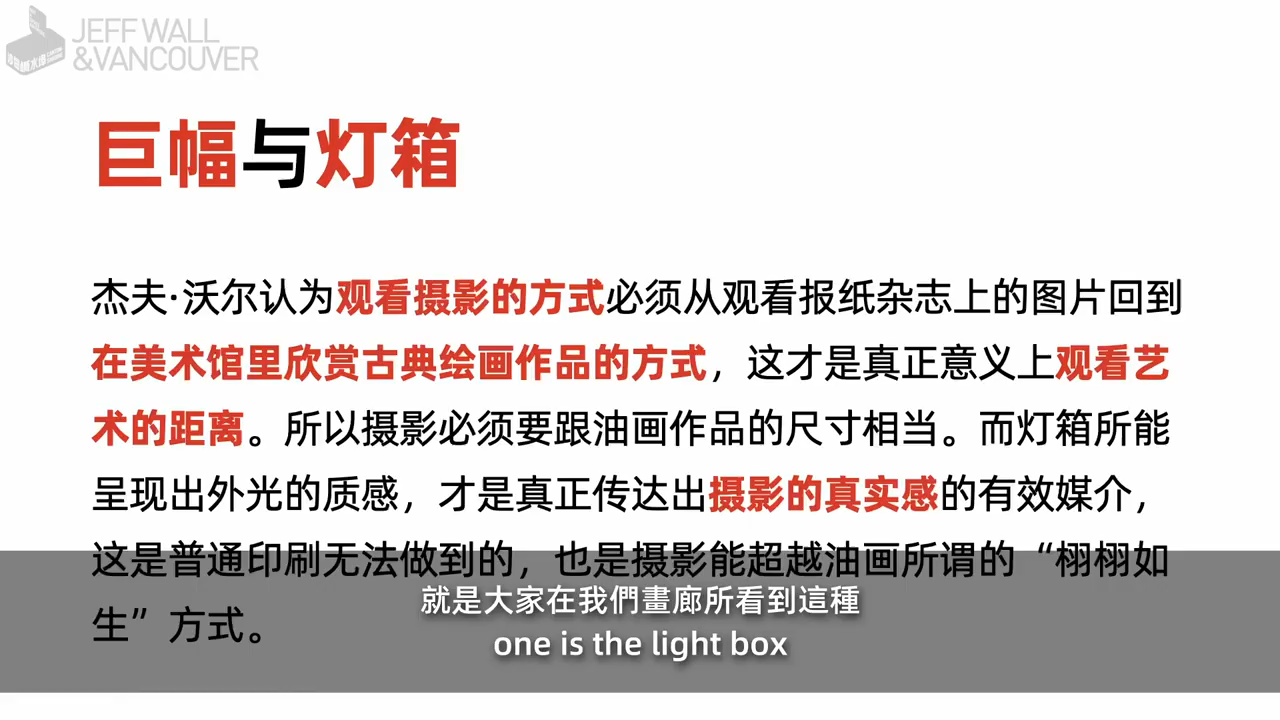 JEFF WALL
&VANCOUVER
巨幅与灯箱
杰夫·沃尔认为观看摄影的方式必须从观看报纸杂志上的图片回到
在美术馆里欣赏古典绘画作品的方式，这才是真正意义上观看艺
术的距离。所以摄影必须要跟油画作品的尺寸相当。而灯箱所能
呈现出外光的质感，才是真正传达出摄影的真实感的有效媒介，
这是普通印刷无法做到的，也是摄影能超越油画所谓的“栩栩如
生”方式。
就是大家在我們畫廊所看到這種
one is the light box